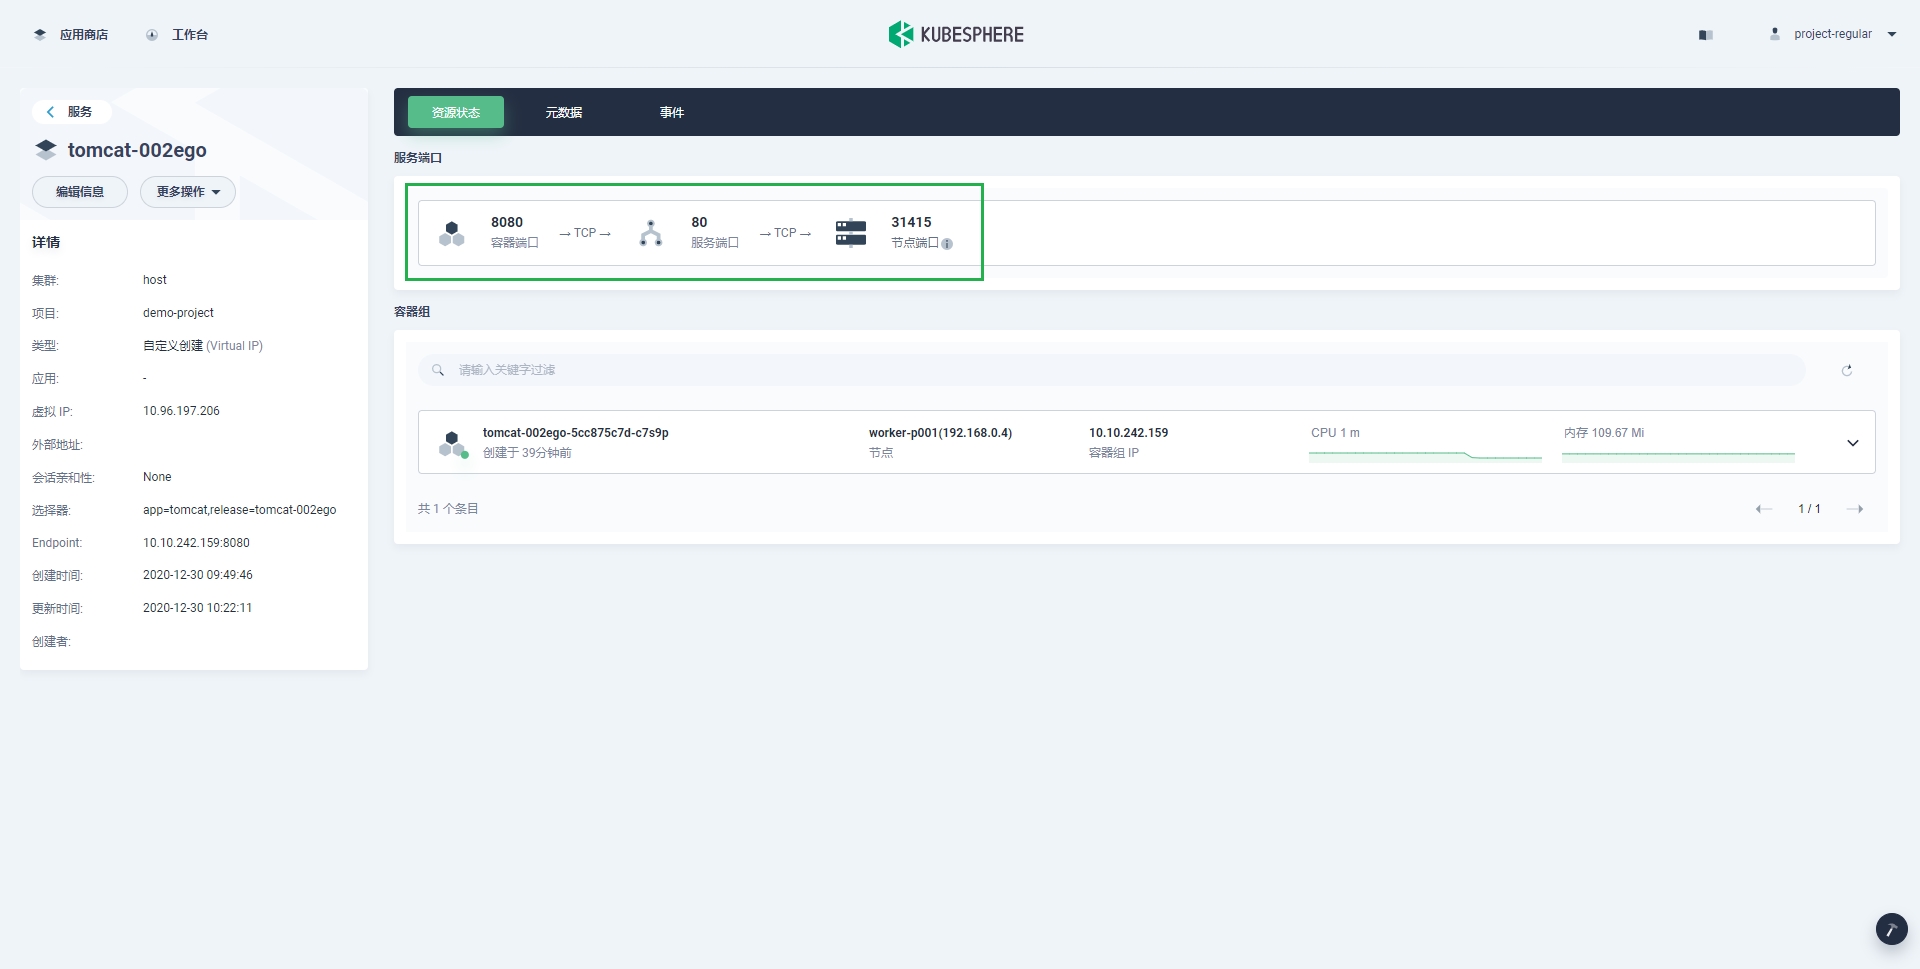 应用商店
工作台
KUBESPHERE
project-regular
服务
tomcat-002ego
编辑信息
更多操作
详情
集群: host
项目: demo-project
类型: 自定义创建 (Virtual IP)
应用: -
虚拟 IP: 10.96.197.206
外部地址:
会话亲和性: None
选择器: app=tomcat,release=tomcat-002ego
Endpoint: 10.10.242.159:8080
创建时间: 2020-12-30 09:49:46
更新时间: 2020-12-30 10:22:11
创建者:
资源状态
元数据
事件
服务端口
8080
容器端口
→ TCP →
80
服务端口
→ TCP →
31415
节点端口
容器组
请输入关键字过滤
tomcat-002ego-5cc875c7d-c7s9p
创建于 39分钟前
worker-p001(192.168.0.4)
节点
10.10.242.159
容器组 IP
CPU 1 m
内存 109.67 Mi
共 1 个条目
1 / 1